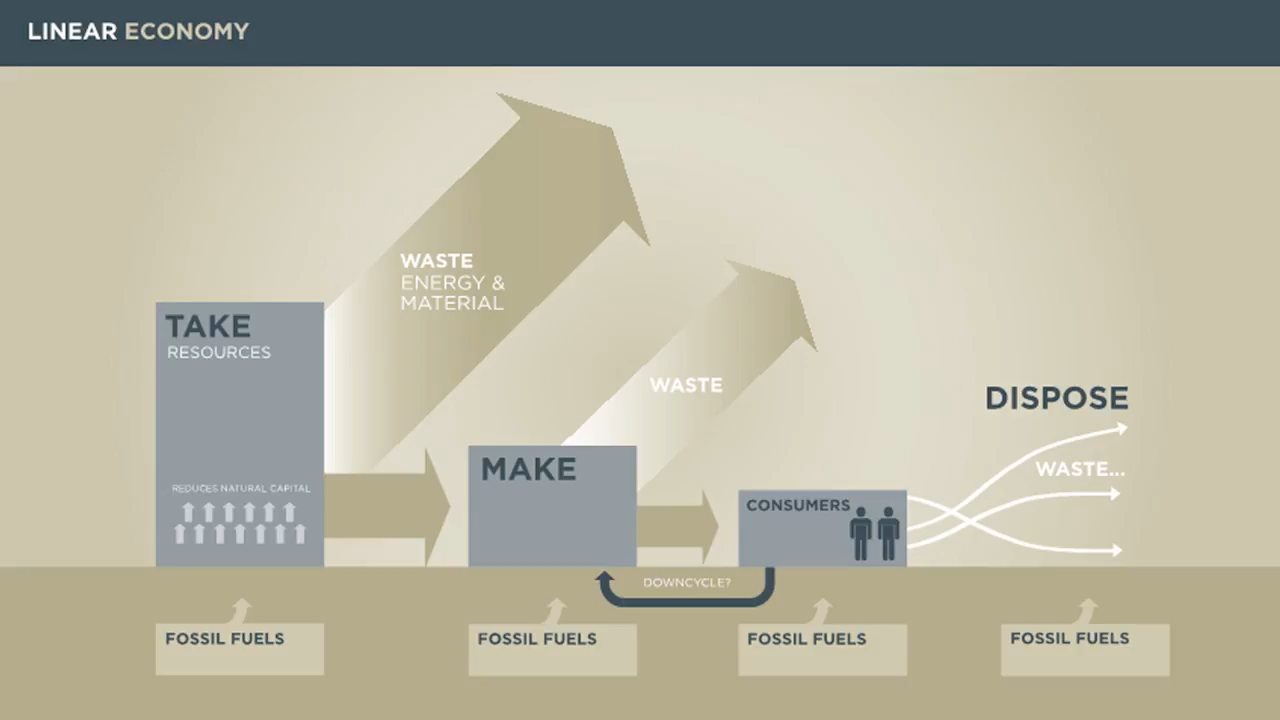 LINEAR ECONOMY
WASTE
ENERGY &
MATERIAL
TAKE
RESOURCES
REDUCES NATURAL CAPITAL
WASTE
MAKE
CONSUMERS
DISPOSE
WASTE...
DOWNCYCLE?
FOSSIL FUELS
FOSSIL FUELS
FOSSIL FUELS
FOSSIL FUELS